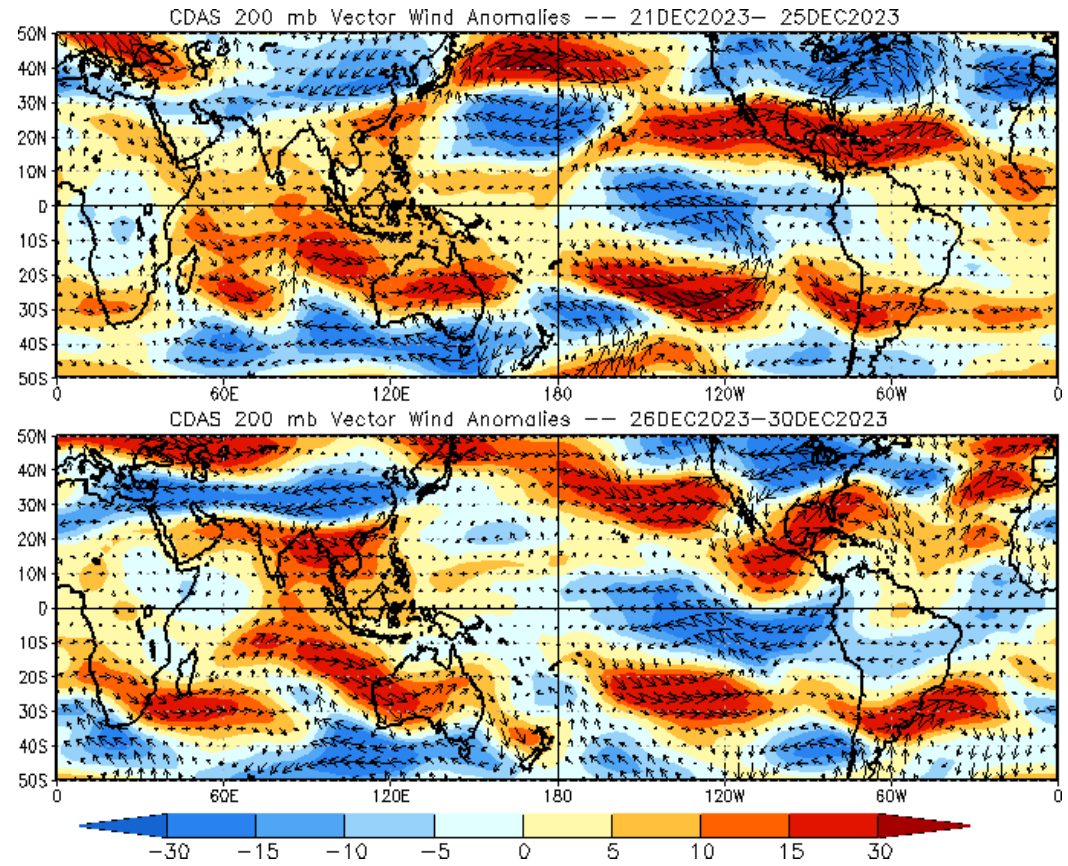 CDAS 200 mb Vector Wind Anomalies -- 21DEC2023- 25DEC2023
50N
40N
30N
20N
10N
0
10S
20S
30S
40S
50S
0 60E 120E 180 120W 60W 0
CDAS 200 mb Vector Wind Anomalies -- 26DEC2023-30DEC2023
50N
40N
30N
20N
10N
0
10S
20S
30S
40S
50S
0 60E 120E 180 120W 60W 0
-30 -15 -10 -5 0 5 10 15 30